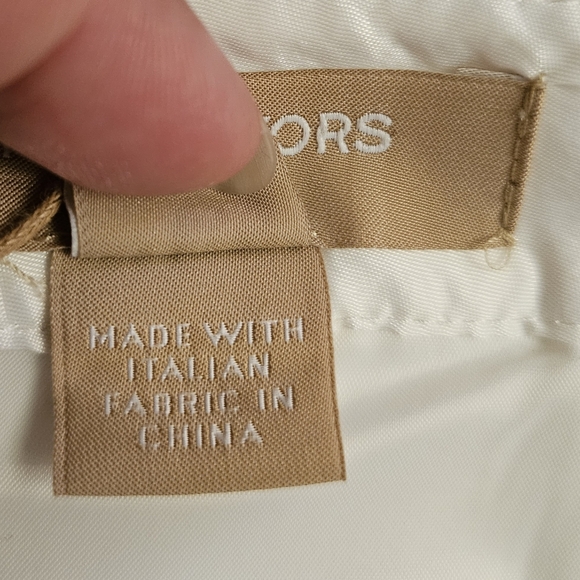 ORS
MADE WITH
ITALIAN
FABRIC IN
CHINA